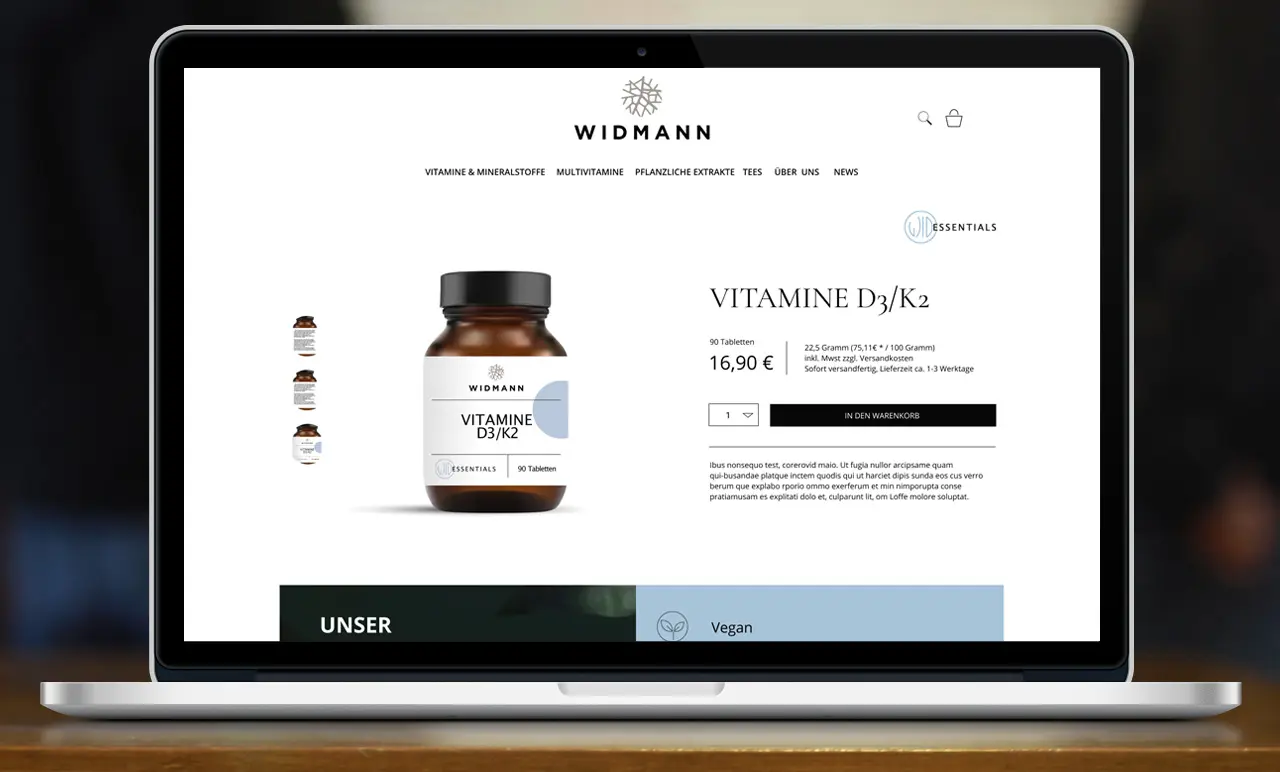 WIDMANN
VITAMINE & MINERALSTOFFE MULTIVITAMINE PFLANZLICHE EXTRAKTE TEES ÜBER UNS NEWS
WID ESSENTIALS
WIDMANN
VITAMINE
D3/K2
WID ESSENTIALS
90 Tabletten
VITAMINE D3/K2
90 Tabletten
16,90 €
22,5 Gramm (75,11€ * / 100 Gramm)
inkl. Mwst zzgl. Versandkosten
Sofort versandfertig, Lieferzeit ca. 1-3 Werktage
1
IN DEN WARENKORB
Ibus nonsequo test, corerovid maio. Ut fugia nullor arcipsame quam
qui-busandae platque inctem quodis qui ut harciet dipis sunda eos cus verro
berum que explabo rporio ommo exerferum et min nimporupta conse
pratiamusam es explitati dolo et, culparunt lit, om Loffe molore soluptat.
UNSER
Vegan